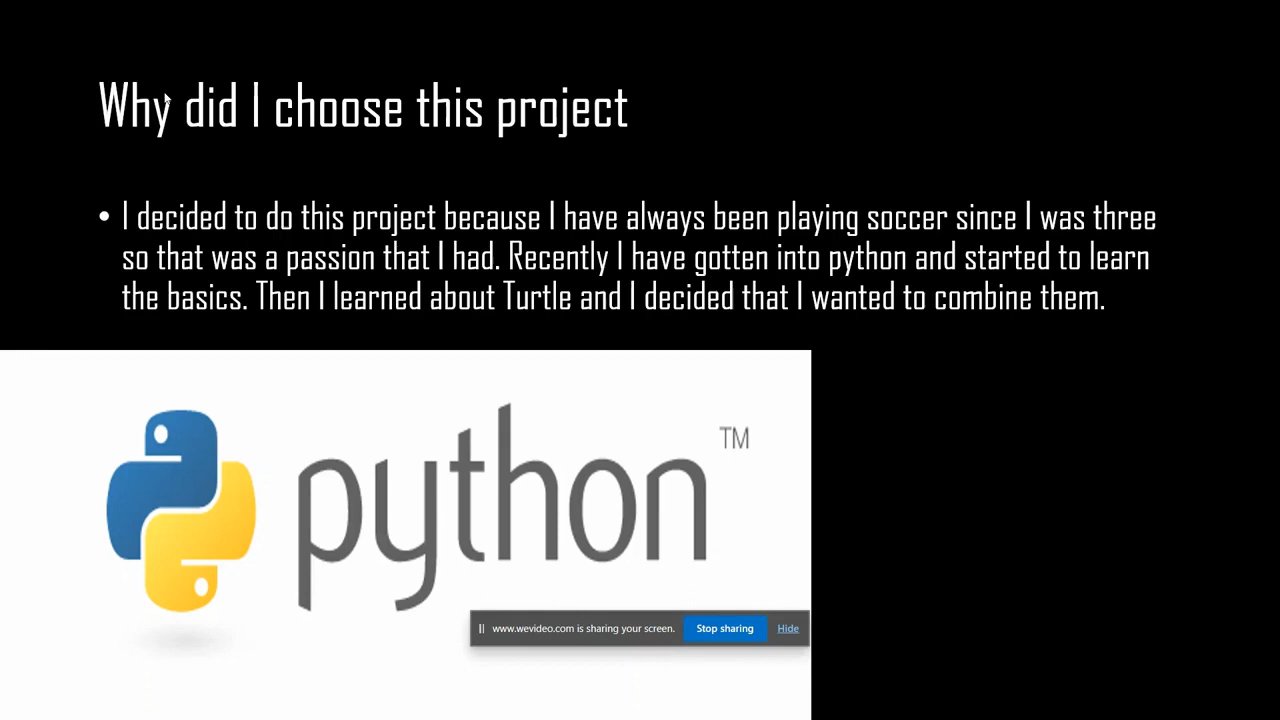 Why did I choose this project
• I decided to do this project because I have always been playing soccer since I was three
so that was a passion that I had. Recently I have gotten into python and started to learn
the basics. Then I learned about Turtle and I decided that I wanted to combine them.
python TM
www.wevideo.com is sharing your screen. Stop sharing Hide